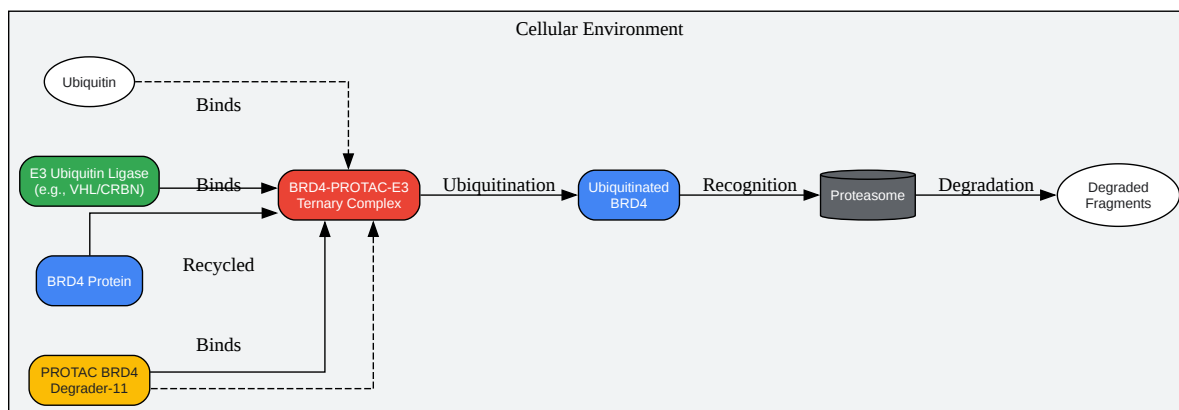 Cellular Environment
Ubiquitin
Binds
E3 Ubiquitin Ligase
(e.g., VHL/CRBN)
Binds
BRD4-PROTAC-E3
Ternary Complex
Ubiquitination
Ubiquitinated
BRD4
Recognition
Proteasome
Degradation
Degraded
Fragments
BRD4 Protein
Recycled
Binds
PROTAC BRD4
Degrader-11